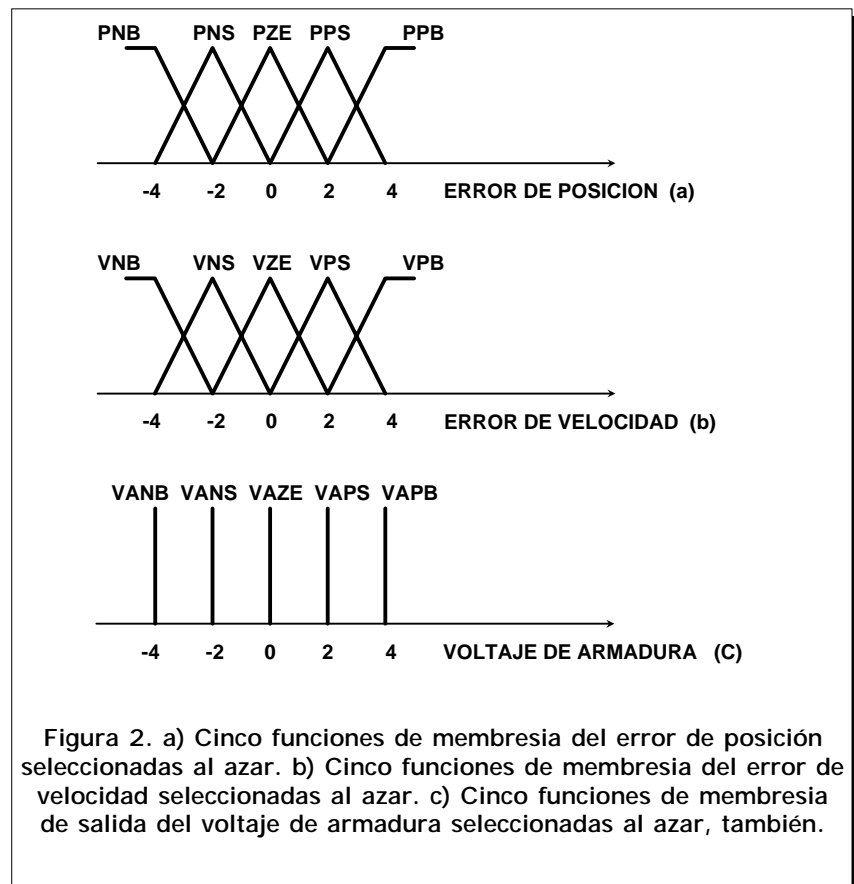 PNB PNS PZE PPS PPB
-4 -2 0 2 4 ERROR DE POSICION (a)
VNB VNS VZE VPS VPB
-4 -2 0 2 4 ERROR DE VELOCIDAD (b)
VANB VANS VAZE VAPS VAPB
-4 -2 0 2 4 VOLTAJE DE ARMADURA (C)
Figura 2. a) Cinco funciones de membresia del error de posición
seleccionadas al azar. b) Cinco funciones de membresia del error de
velocidad seleccionadas al azar. c) Cinco funciones de membresia
de salida del voltaje de armadura seleccionadas al azar, también.